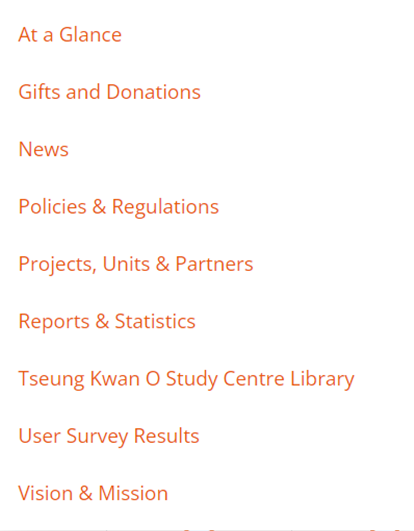 At a Glance
Gifts and Donations
News
Policies & Regulations
Projects, Units & Partners
Reports & Statistics
Tseung Kwan O Study Centre Library
User Survey Results
Vision & Mission